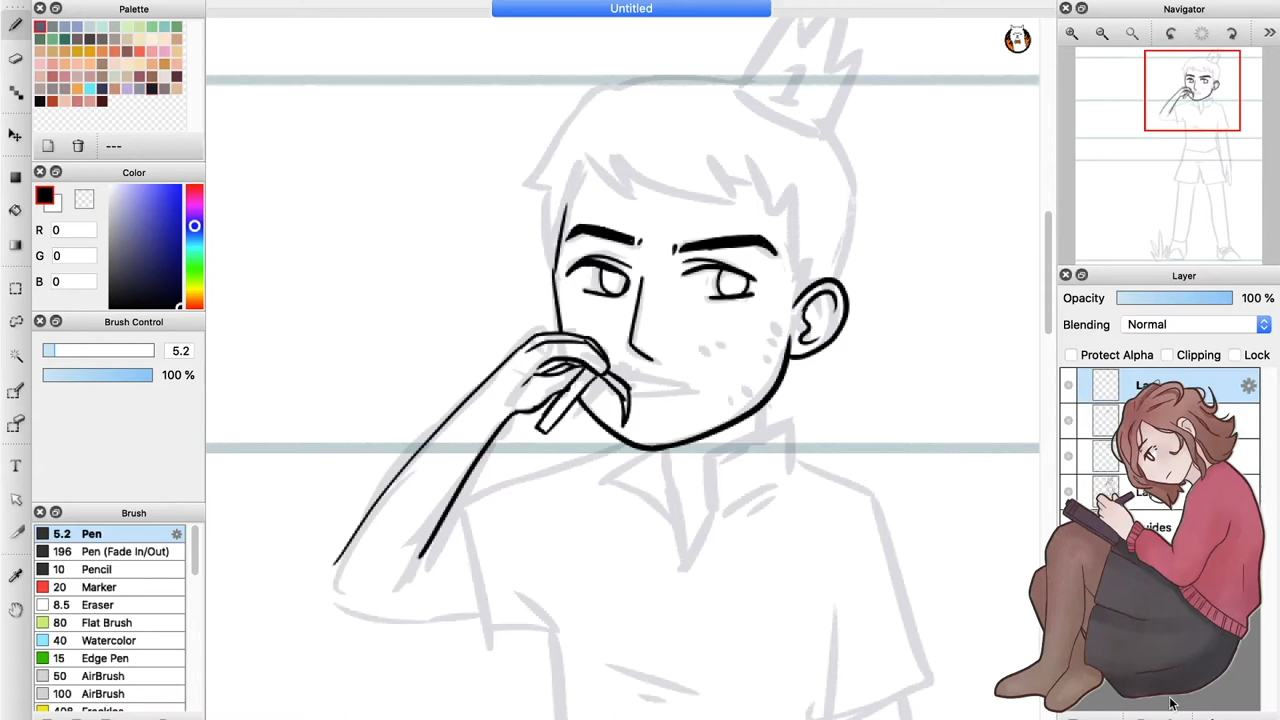 Palette
Untitled
Navigator
---
Color
R 0
G 0
B 0
Brush Control
5.2
100 %
Brush
5.2 Pen
196 Pen (Fade In/Out)
10 Pencil
20 Marker
8.5 Eraser
80 Flat Brush
40 Watercolor
15 Edge Pen
50 AirBrush
100 AirBrush
1
Layer
Opacity 100 %
Blending Normal
Protect Alpha Clipping Lock
T